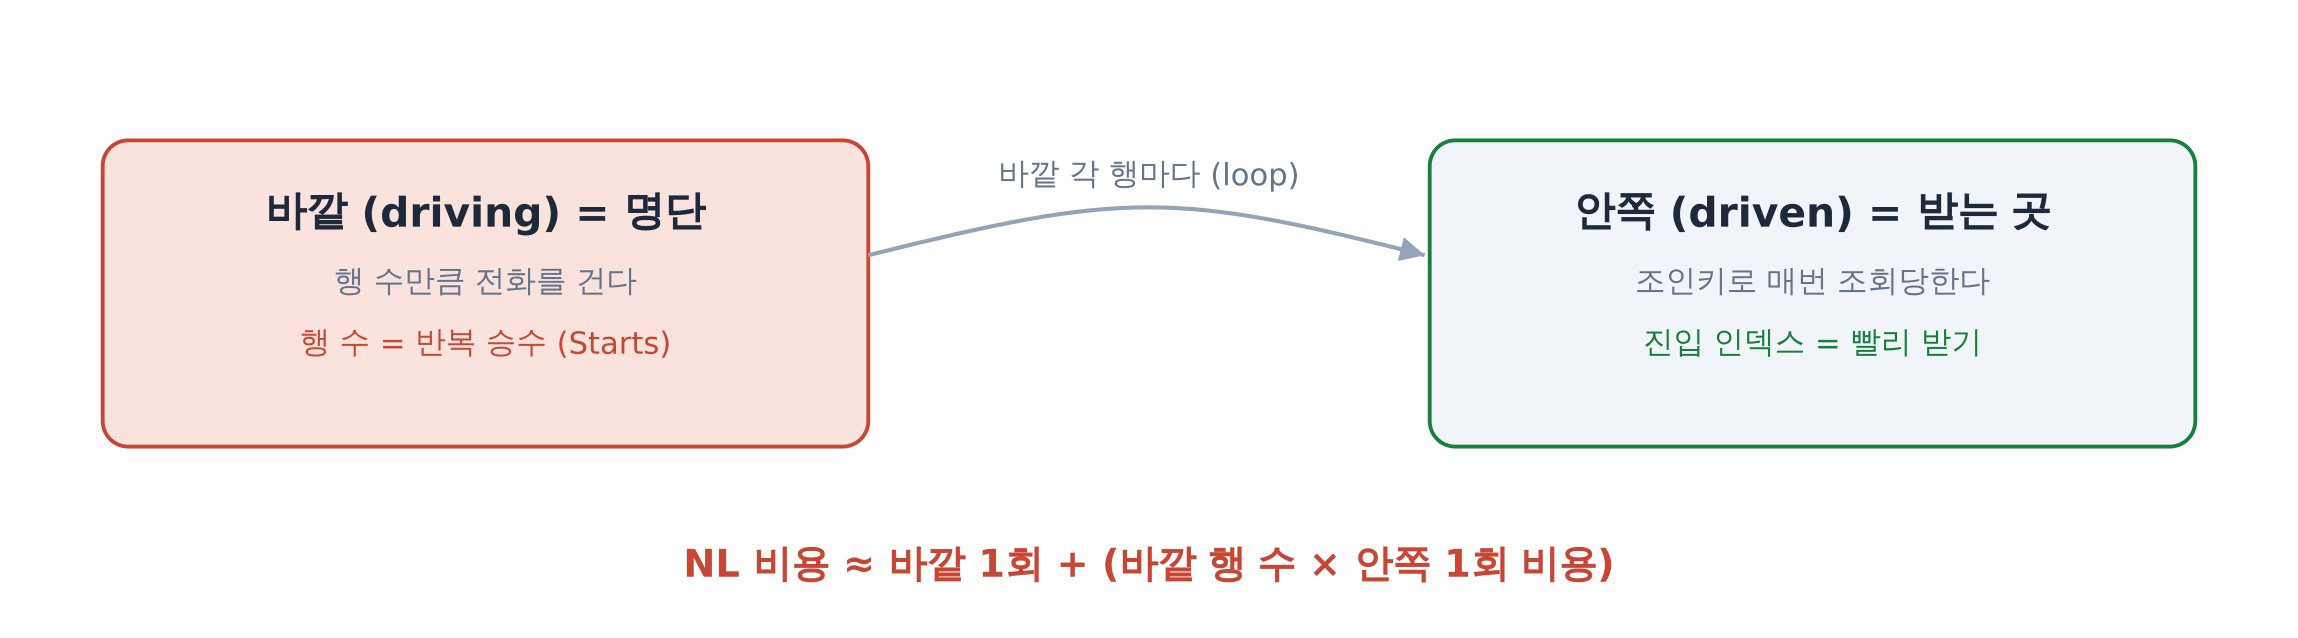 바깥 (driving) = 명단
행 수만큼 전화를 건다
행 수 = 반복 승수 (Starts)
바깥 각 행마다 (loop)
안쪽 (driven) = 받는 곳
조인키로 매번 조회당한다
진입 인덱스 = 빨리 받기
NL 비용 ≈ 바깥 1회 + (바깥 행 수 × 안쪽 1회 비용)